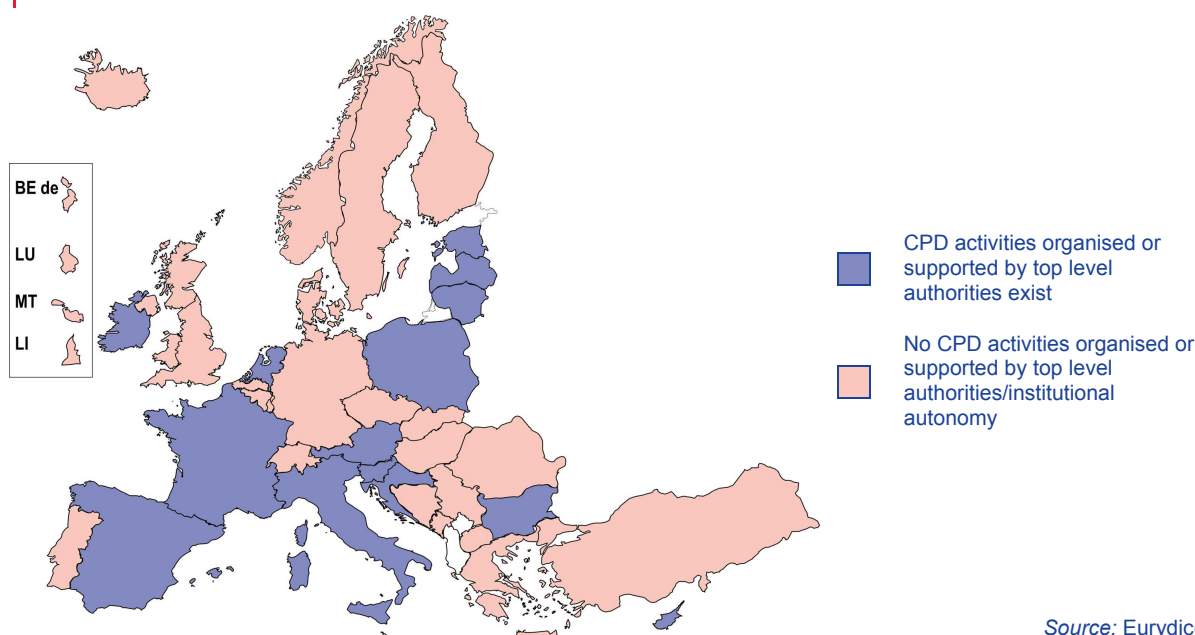 BE de
LU
MT
LI
CPD activities organised or
supported by top level
authorities exist
No CPD activities organised or
supported by top level
authorities/institutional
autonomy
Source: Eurydic